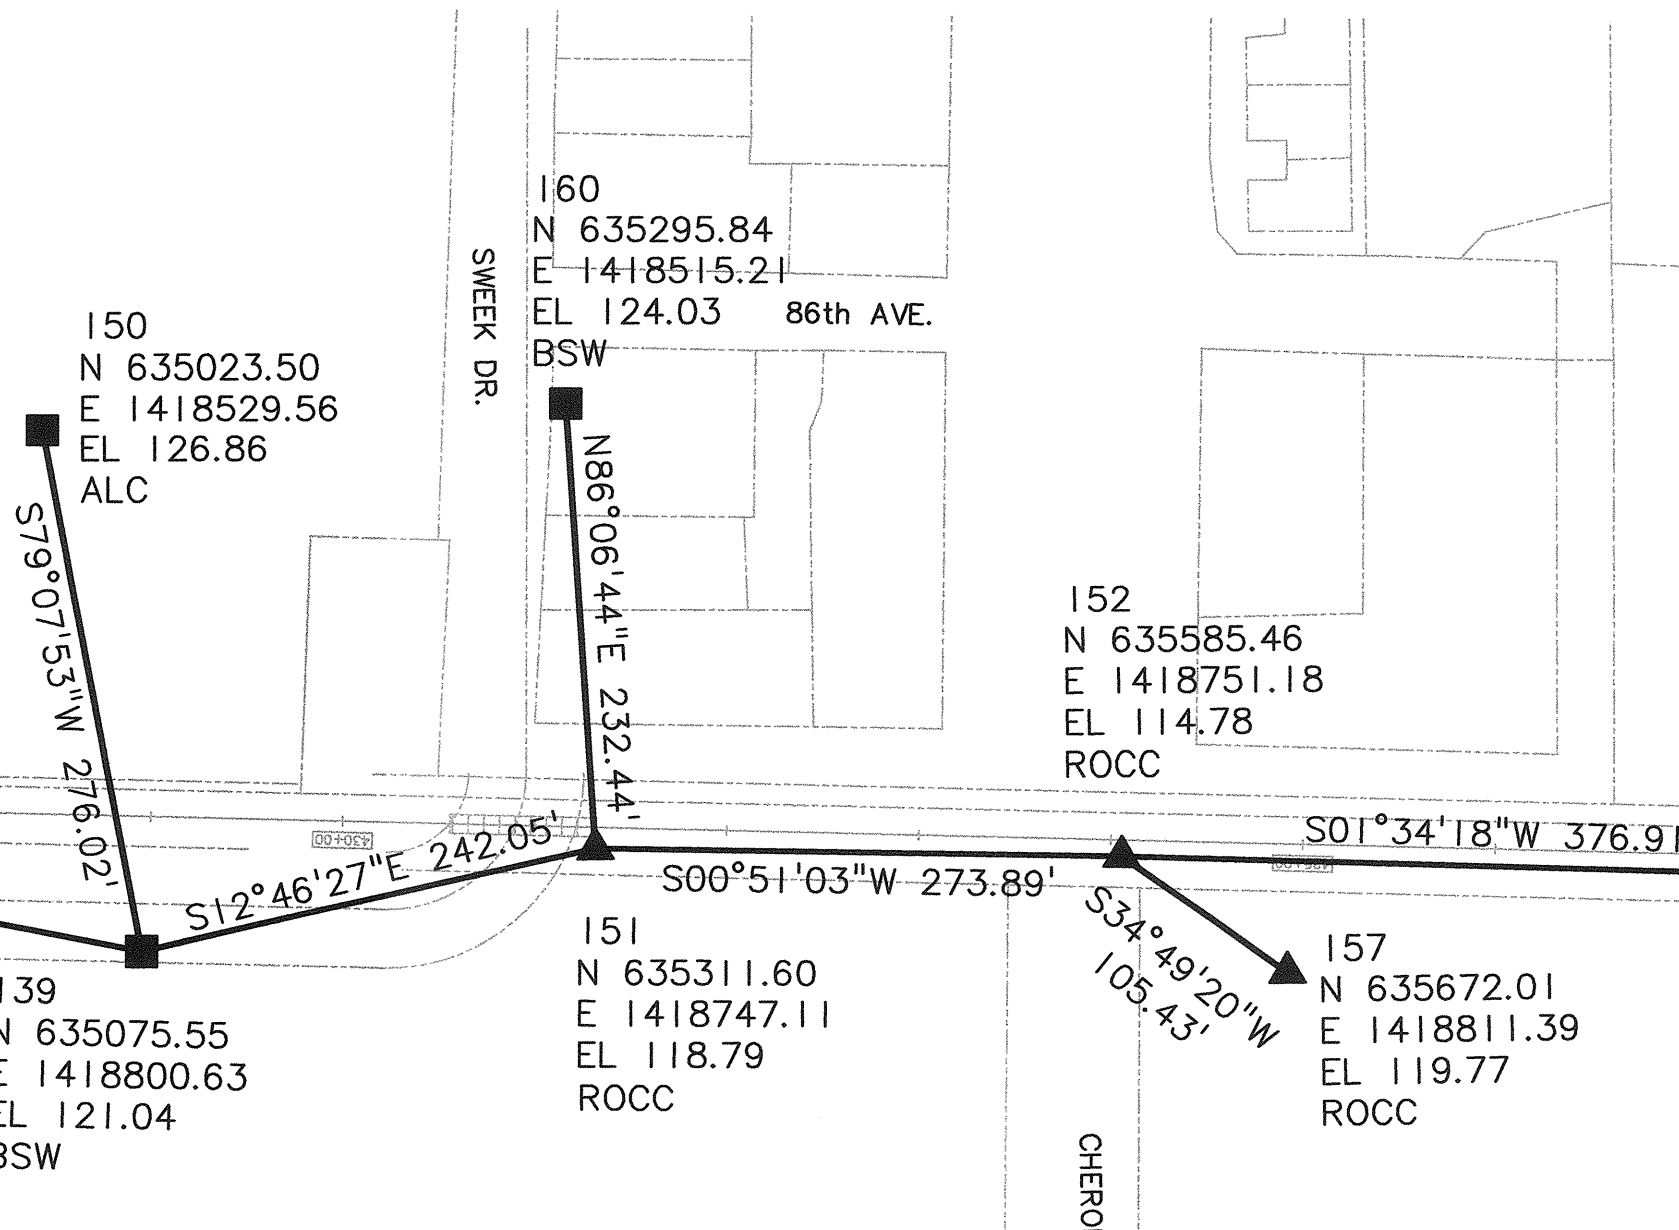 160
N 635295.84
E 1418515.21
EL 124.03
BSW
86th AVE.
SWEEK DR.
150
N 635023.50
E 1418529.56
EL 126.86
ALC
S79°07'53"W 276.02'
N86°06'44"E 232.44'
152
N 635585.46
E 1418751.18
EL 114.78
ROCC
430+00
S12°46'27"E 242.05'
S00°51'03"W 273.89'
S01°34'18"W 376.91
S34°49'20"W
105.43'
151
N 635311.60
E 1418747.11
EL 118.79
ROCC
157
N 635672.01
E 1418811.39
EL 119.77
ROCC
139
N 635075.55
E 1418800.63
EL 121.04
BSW